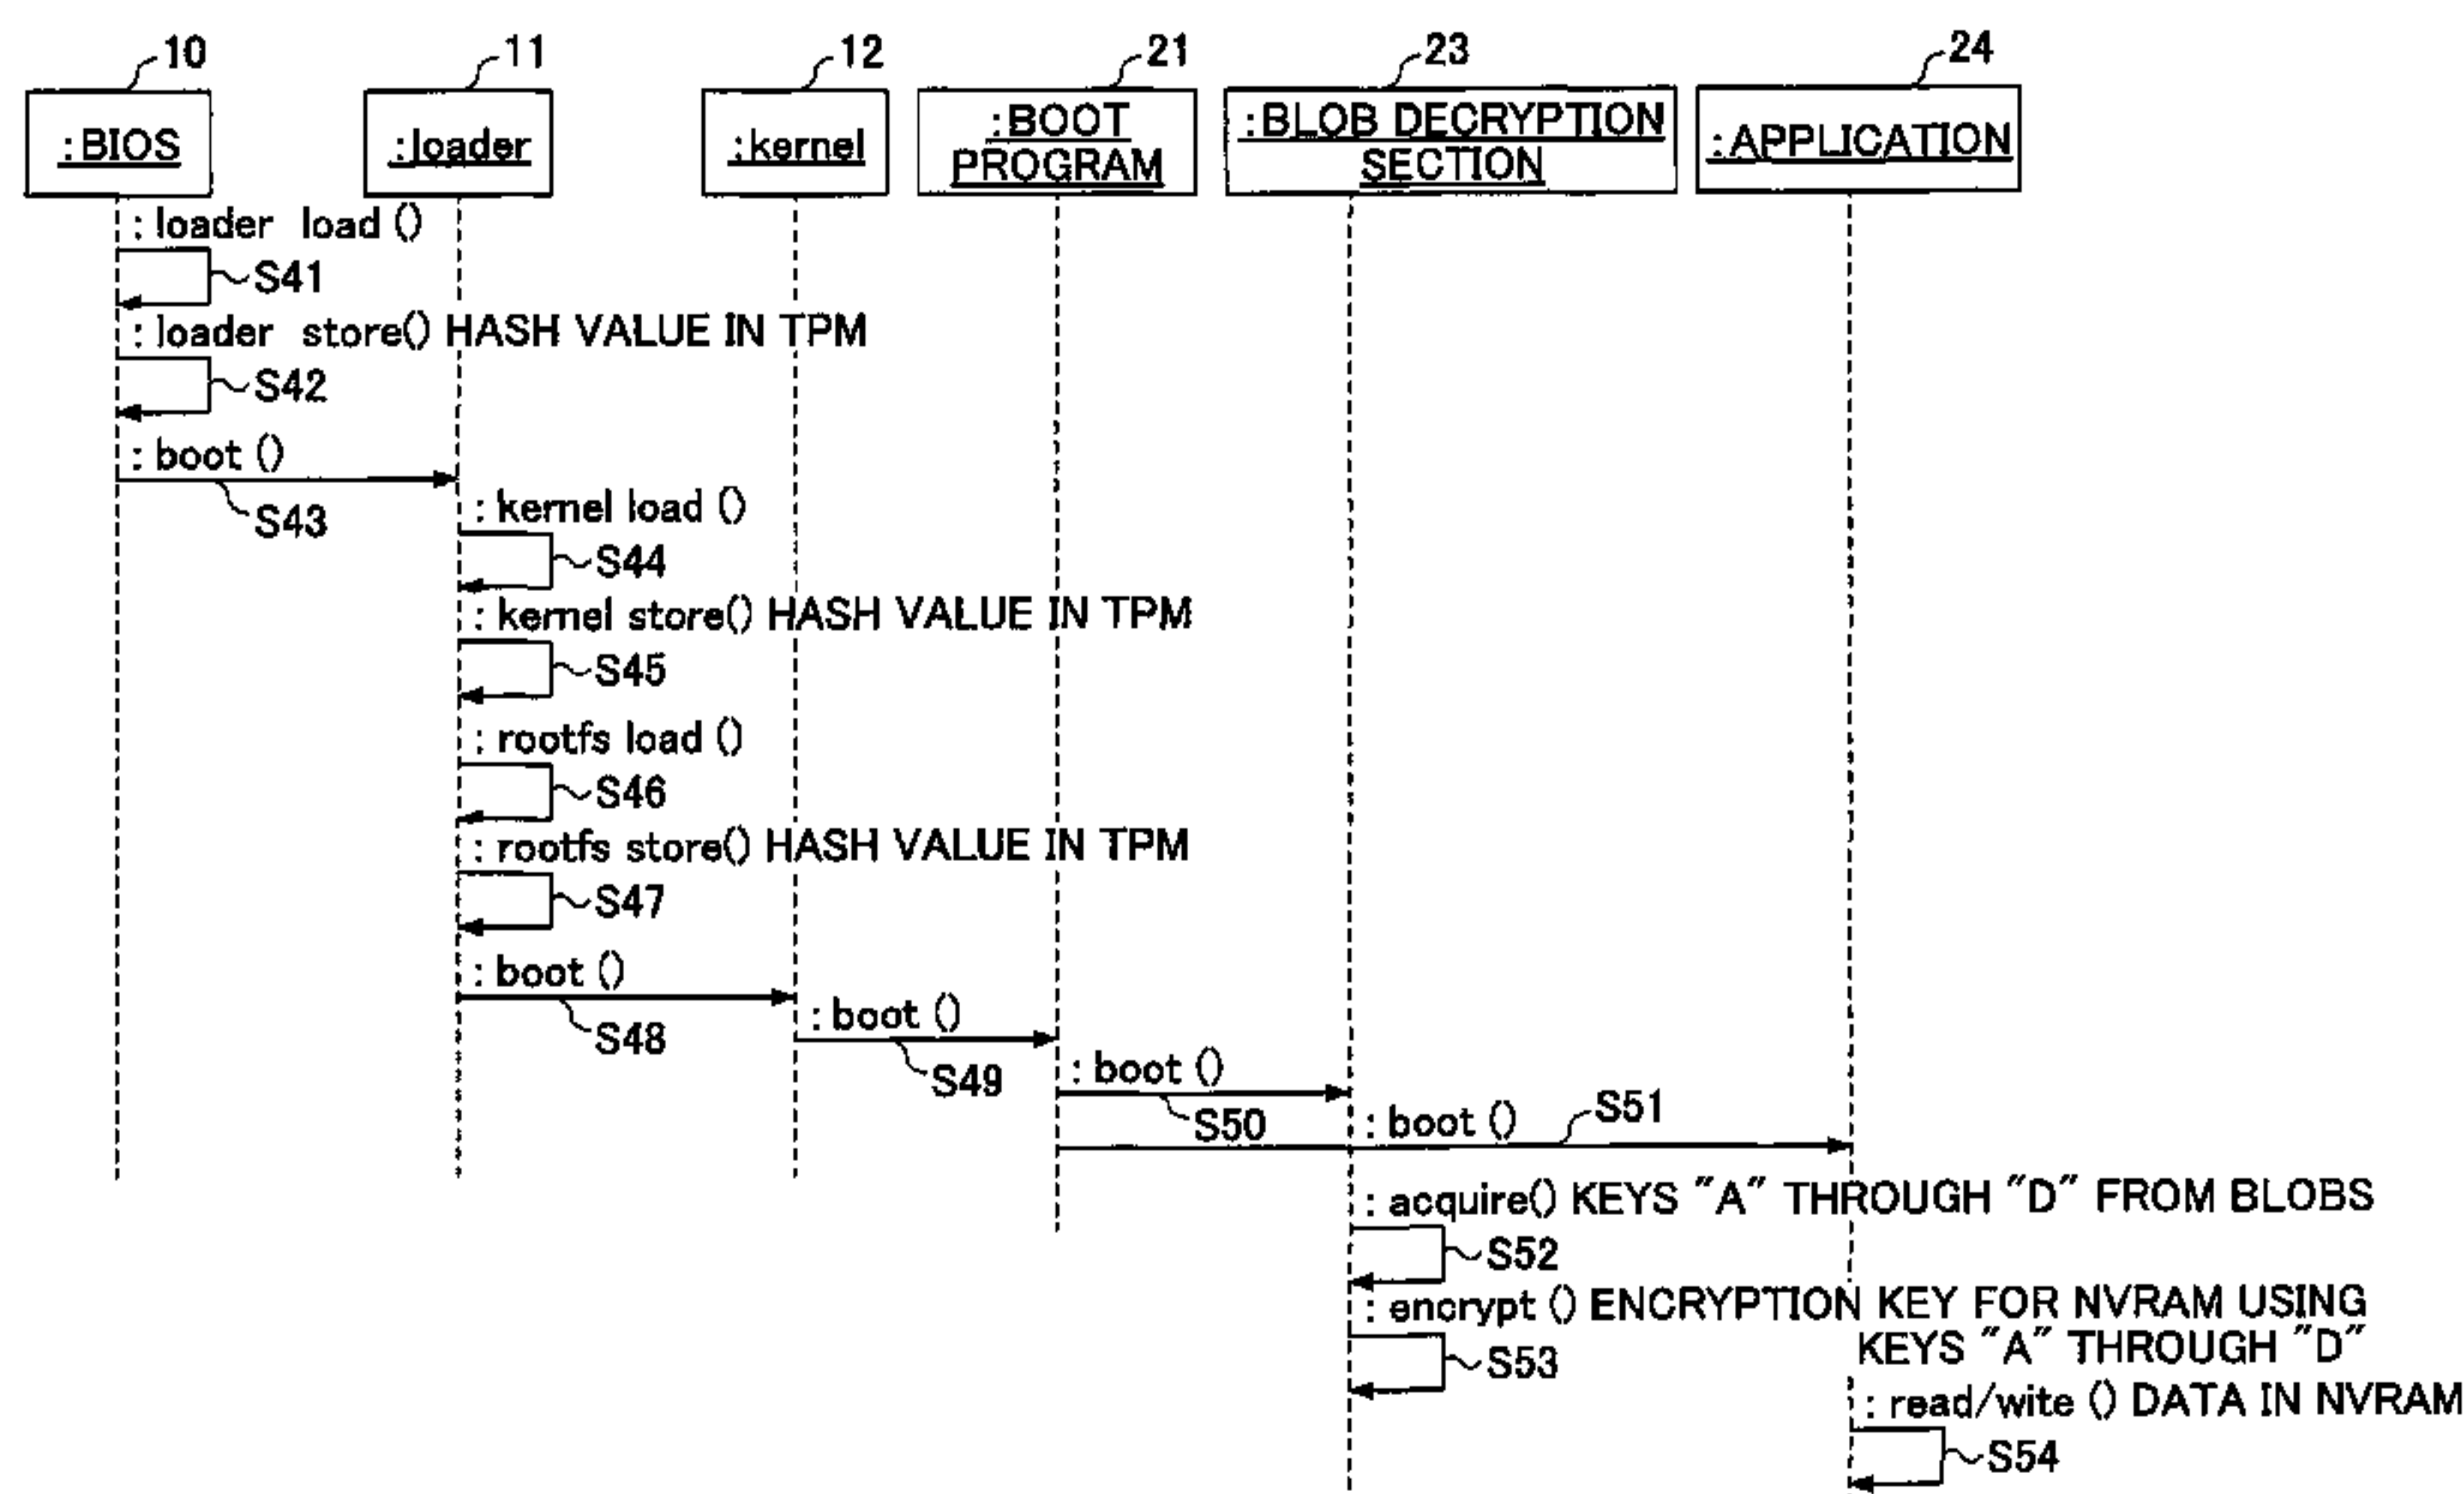 10
11
12
21
23
24
:BIOS
:loader
:kernel
:BOOT
PROGRAM
:BLOB DECRYPTION
SECTION
:APPLICATION
: loader load ()
S41
: loader store() HASH VALUE IN TPM
S42
: boot ()
S43
: kernel load ()
S44
: kernel store() HASH VALUE IN TPM
S45
: rootfs load ()
S46
: rootfs store() HASH VALUE IN TPM
S47
: boot ()
S48
: boot ()
S49
: boot ()
S50
: boot ()
S51
: acquire() KEYS "A" THROUGH "D" FROM BLOBS
S52
: encrypt () ENCRYPTION KEY FOR NVRAM USING
KEYS "A" THROUGH "D"
S53
: read/wite () DATA IN NVRAM
S54